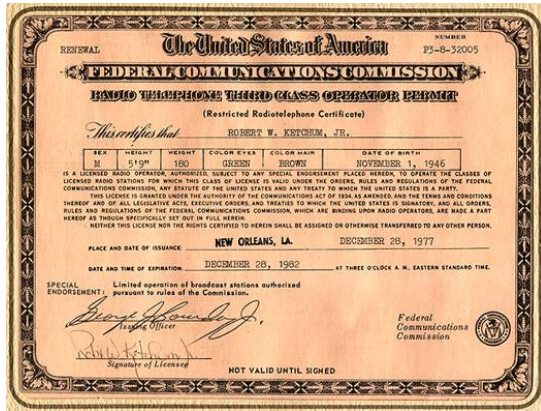 RENEWAL
NUMBER
P3-8-32005
The United States of America
FEDERAL COMMUNICATIONS COMMISSION
RADIO TELEPHONE THIRD CLASS OPERATOR PERMIT
(Restricted Radiotelephone Certificate)
This certifies that ROBERT W. KETCHUM, JR.
SEX HEIGHT WEIGHT COLOR EYES COLOR HAIR DATE OF BIRTH
M 5'9" 180 GREEN BROWN NOVEMBER 1, 1946
IS A LICENSED RADIO OPERATOR, AUTHORIZED, SUBJECT TO ANY SPECIAL ENDORSEMENT PLACED HEREON, TO OPERATE THE CLASSES OF
LICENSED RADIO STATIONS FOR WHICH THIS CLASS OF LICENSE IS VALID UNDER THE ORDERS, RULES AND REGULATIONS OF THE FEDERAL
COMMUNICATIONS COMMISSION, ANY STATUTE OF THE UNITED STATES AND ANY TREATY TO WHICH THE UNITED STATES IS A PARTY.
THIS LICENSE IS GRANTED UNDER THE AUTHORITY OF THE COMMUNICATIONS ACT OF 1934, AS AMENDED, AND THE TERMS AND CONDITIONS
THEREOF AND OF ALL LEGISLATIVE ACTS, EXECUTIVE ORDERS, AND TREATIES TO WHICH THE UNITED STATES IS SIGNATORY, AND ALL ORDERS,
RULES AND REGULATIONS OF THE FEDERAL COMMUNICATIONS COMMISSION, WHICH ARE BINDING UPON RADIO OPERATORS, ARE MADE A PART
HEREOF AS THOUGH SPECIFICALLY SET OUT IN FULL HEREIN.
NEITHER THIS LICENSE NOR THE RIGHTS CERTIFIED TO HEREIN SHALL BE ASSIGNED OR OTHERWISE TRANSFERRED TO ANY OTHER PERSON.
PLACE AND DATE OF ISSUANCE: NEW ORLEANS, LA. DECEMBER 28, 1977
DATE AND TIME OF EXPIRATION: DECEMBER 28, 1982 AT THREE O'CLOCK A. M., EASTERN STANDARD TIME.
SPECIAL ENDORSEMENT: Limited operation of broadcast stations authorized
pursuant to rules of the Commission.
Issuing Officer
Signature of Licensee
Federal
Communications
Commission
NOT VALID UNTIL SIGNED